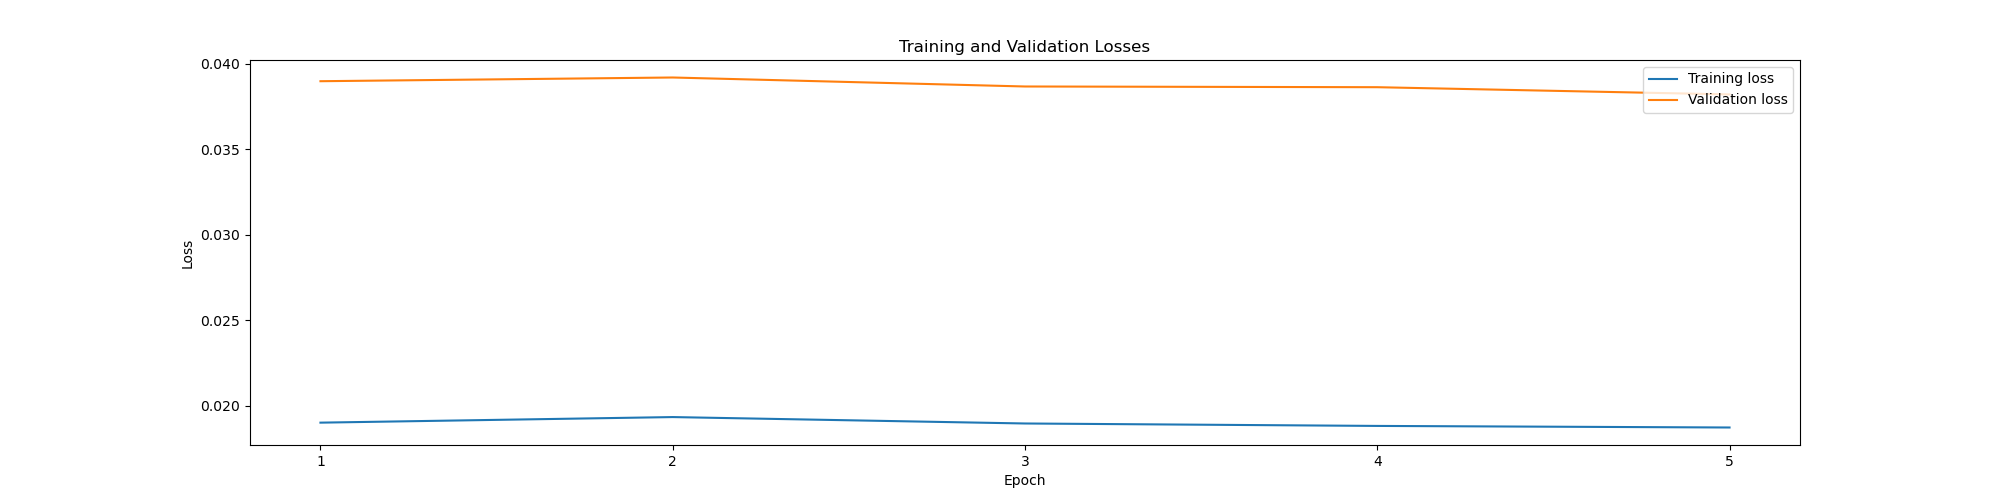 Training and Validation Losses
0.040
0.035
0.030
0.025
0.020
Loss
Training loss
Validation loss
1 2 3 4 5
Epoch